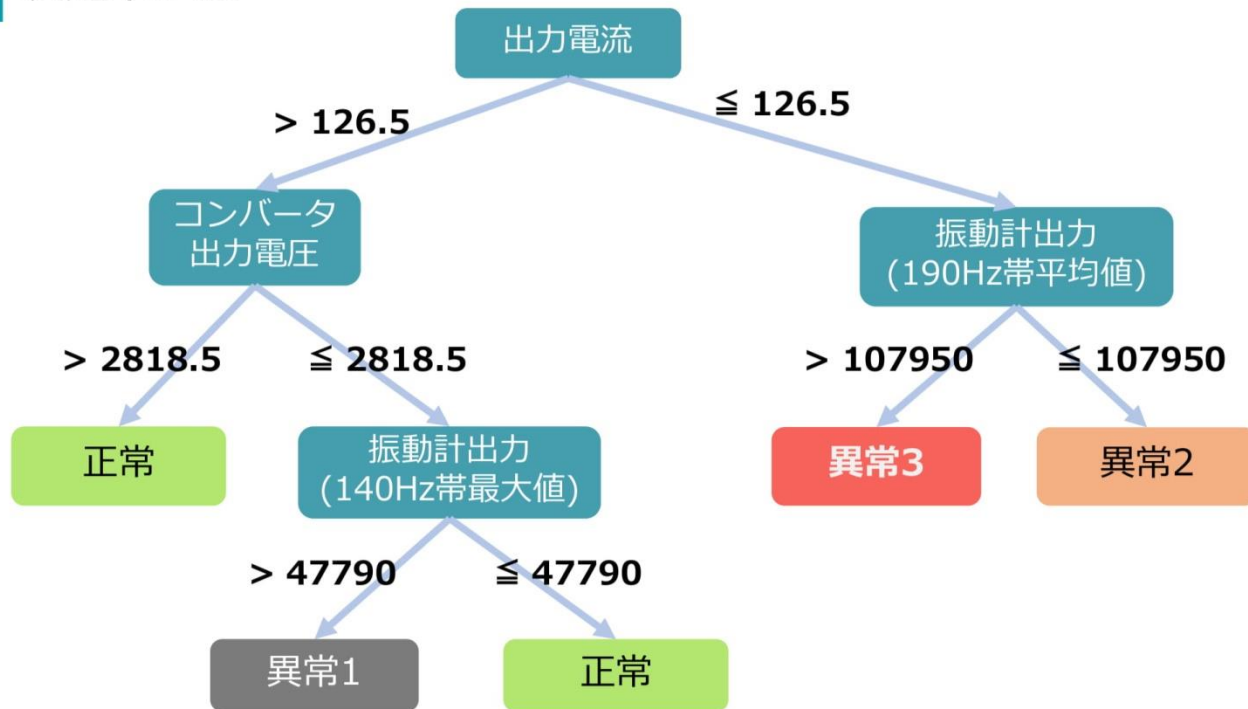 出力電流
> 126.5
≦ 126.5
コンバータ
出力電圧
振動計出力
(190Hz帯平均値)
> 2818.5
≦ 2818.5
> 107950
≦ 107950
正常
振動計出力
(140Hz帯最大値)
異常3
異常2
> 47790
≦ 47790
異常1
正常